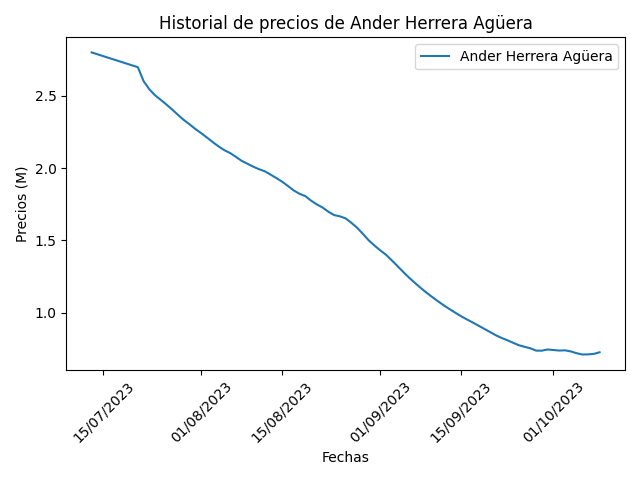 Historial de precios de Ander Herrera Agüera
Ander Herrera Agüera
Precios (M)
2.5
2.0
1.5
1.0
15/07/2023
01/08/2023
15/08/2023
01/09/2023
15/09/2023
01/10/2023
Fechas